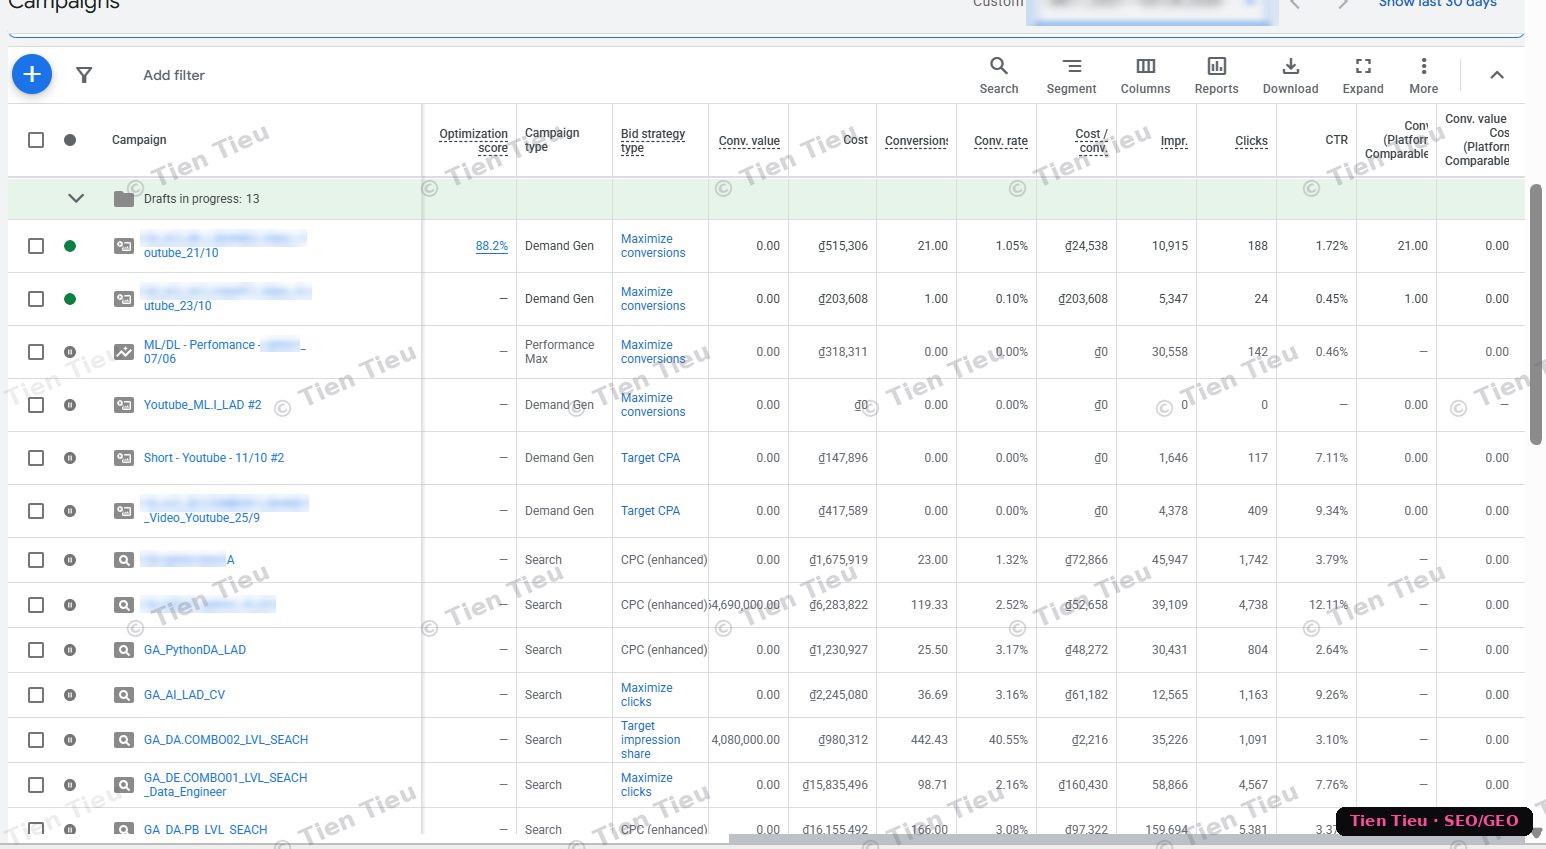 Campaigns
Custom
Show last 30 days
Add filter
Search Segment Columns Reports Download Expand More
Campaign
Optimization score
Campaign type
Bid strategy type
Conv. value
Cost
Conversions
Conv. rate
Cost / conv.
Impr.
Clicks
CTR
Conv (Platform Comparable
Conv. value Cos (Platform Comparable
Drafts in progress: 13
outube_21/10 88.2% Demand Gen Maximize conversions 0.00 ₫515,306 21.00 1.05% ₫24,538 10,915 188 1.72% 21.00 0.00
utube_23/10 — Demand Gen Maximize conversions 0.00 ₫203,608 1.00 0.10% ₫203,608 5,347 24 0.45% 1.00 0.00
ML/DL - Perfomance - _ 07/06 — Performance Max Maximize conversions 0.00 ₫318,311 0.00 0.00% ₫0 30,558 142 0.46% — 0.00
Youtube_ML.I_LAD #2 — Demand Gen Maximize conversions 0.00 ₫0 0.00 0.00% ₫0 0 0 — 0.00 —
Short - Youtube - 11/10 #2 — Demand Gen Target CPA 0.00 ₫147,896 0.00 0.00% ₫0 1,646 117 7.11% 0.00 0.00
_Video_Youtube_25/9 — Demand Gen Target CPA 0.00 ₫417,589 0.00 0.00% ₫0 4,378 409 9.34% 0.00 0.00
A — Search CPC (enhanced) 0.00 ₫1,675,919 23.00 1.32% ₫72,866 45,947 1,742 3.79% — 0.00
— Search CPC (enhanced) 4,690,000.00 ₫6,283,822 119.33 2.52% ₫52,658 39,109 4,738 12.11% — 0.00
GA_PythonDA_LAD — Search CPC (enhanced) 0.00 ₫1,230,927 25.50 3.17% ₫48,272 30,431 804 2.64% — 0.00
GA_AI_LAD_CV — Search Maximize clicks 0.00 ₫2,245,080 36.69 3.16% ₫61,182 12,565 1,163 9.26% — 0.00
GA_DA.COMBO02_LVL_SEACH — Search Target impression share 4,080,000.00 ₫980,312 442.43 40.55% ₫2,216 35,226 1,091 3.10% — 0.00
GA_DE.COMBO01_LVL_SEACH _Data_Engineer — Search Maximize clicks 0.00 ₫15,835,496 98.71 2.16% ₫160,430 58,866 4,567 7.76% — 0.00
GA_DA.PB_LVL_SEACH — Search CPC (enhanced) 0.00 ₫16,155,492 166.00 3.08% ₫97,322 159,694 5,381
© Tien Tieu
Tien Tieu · SEO/GEO